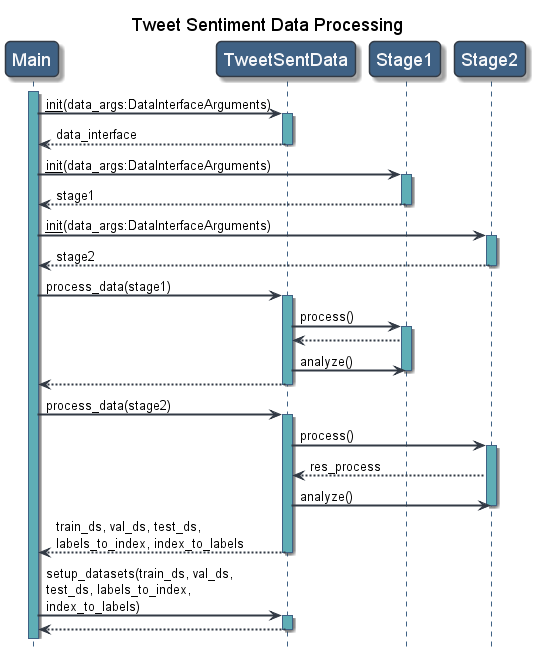 Tweet Sentiment Data Processing
Main
TweetSentData
Stage1
Stage2
init(data_args:DataInterfaceArguments)
data_interface
init(data_args:DataInterfaceArguments)
stage1
init(data_args:DataInterfaceArguments)
stage2
process_data(stage1)
process()
analyze()
process_data(stage2)
process()
res_process
analyze()
train_ds, val_ds, test_ds,
labels_to_index, index_to_labels
setup_datasets(train_ds, val_ds,
test_ds, labels_to_index,
index_to_labels)